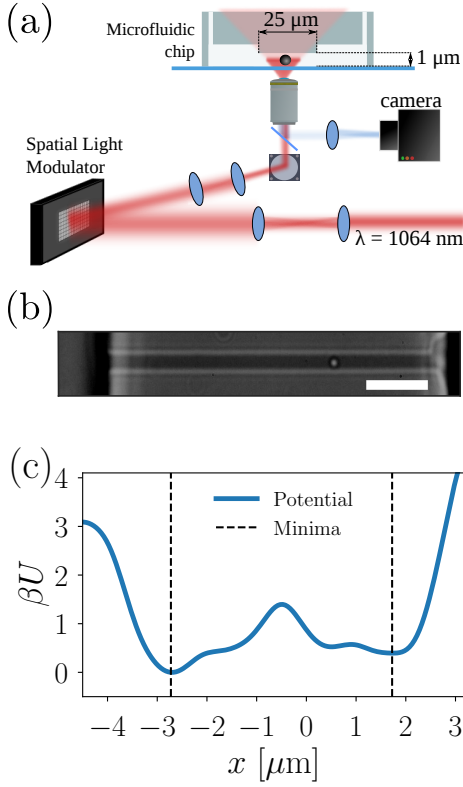 (a)
Microfluidic
chip
25 μm
1 μm
camera
Spatial Light
Modulator
λ = 1064 nm
(b)
(c)
4
3
2
1
0
βU
Potential
Minima
−4 −3 −2 −1 0 1 2 3
x [μm]